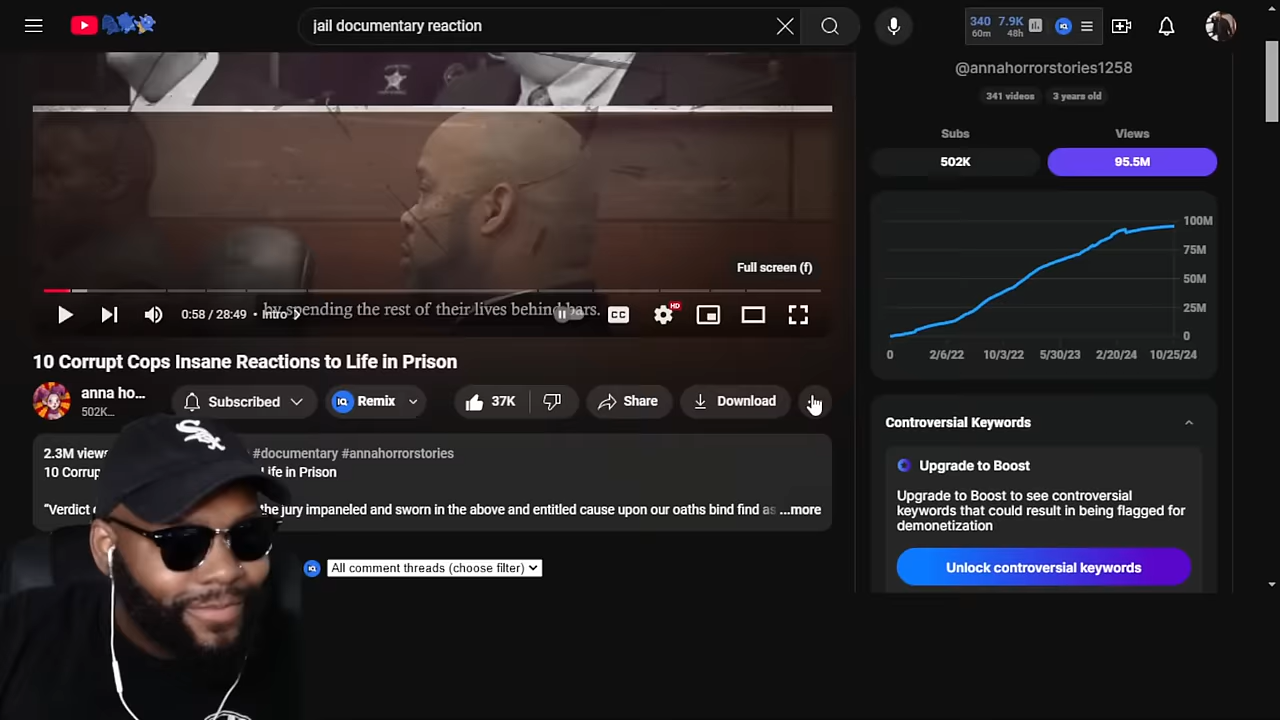 jail documentary reaction
340 7.9K
60m 48h
@annahorrorstories1258
341 videos 3 years old
Subs Views
502K 95.5M
100M
75M
50M
25M
0
0 2/6/22 10/3/22 5/30/23 2/20/24 10/25/24
Full screen (f)
by spending the rest of their lives behind bars.
0:58 / 28:49 • Intro
CC
HD
10 Corrupt Cops Insane Reactions to Life in Prison
anna ho...
502K...
Subscribed
Remix
37K
Share
Download
2.3M views #documentary #annahorrorstories
10 Corrup Life in Prison
"Verdict the jury impaneled and sworn in the above and entitled cause upon our oaths bind find as ...more
All comment threads (choose filter)
Controversial Keywords
Upgrade to Boost
Upgrade to Boost to see controversial
keywords that could result in being flagged for
demonetization
Unlock controversial keywords